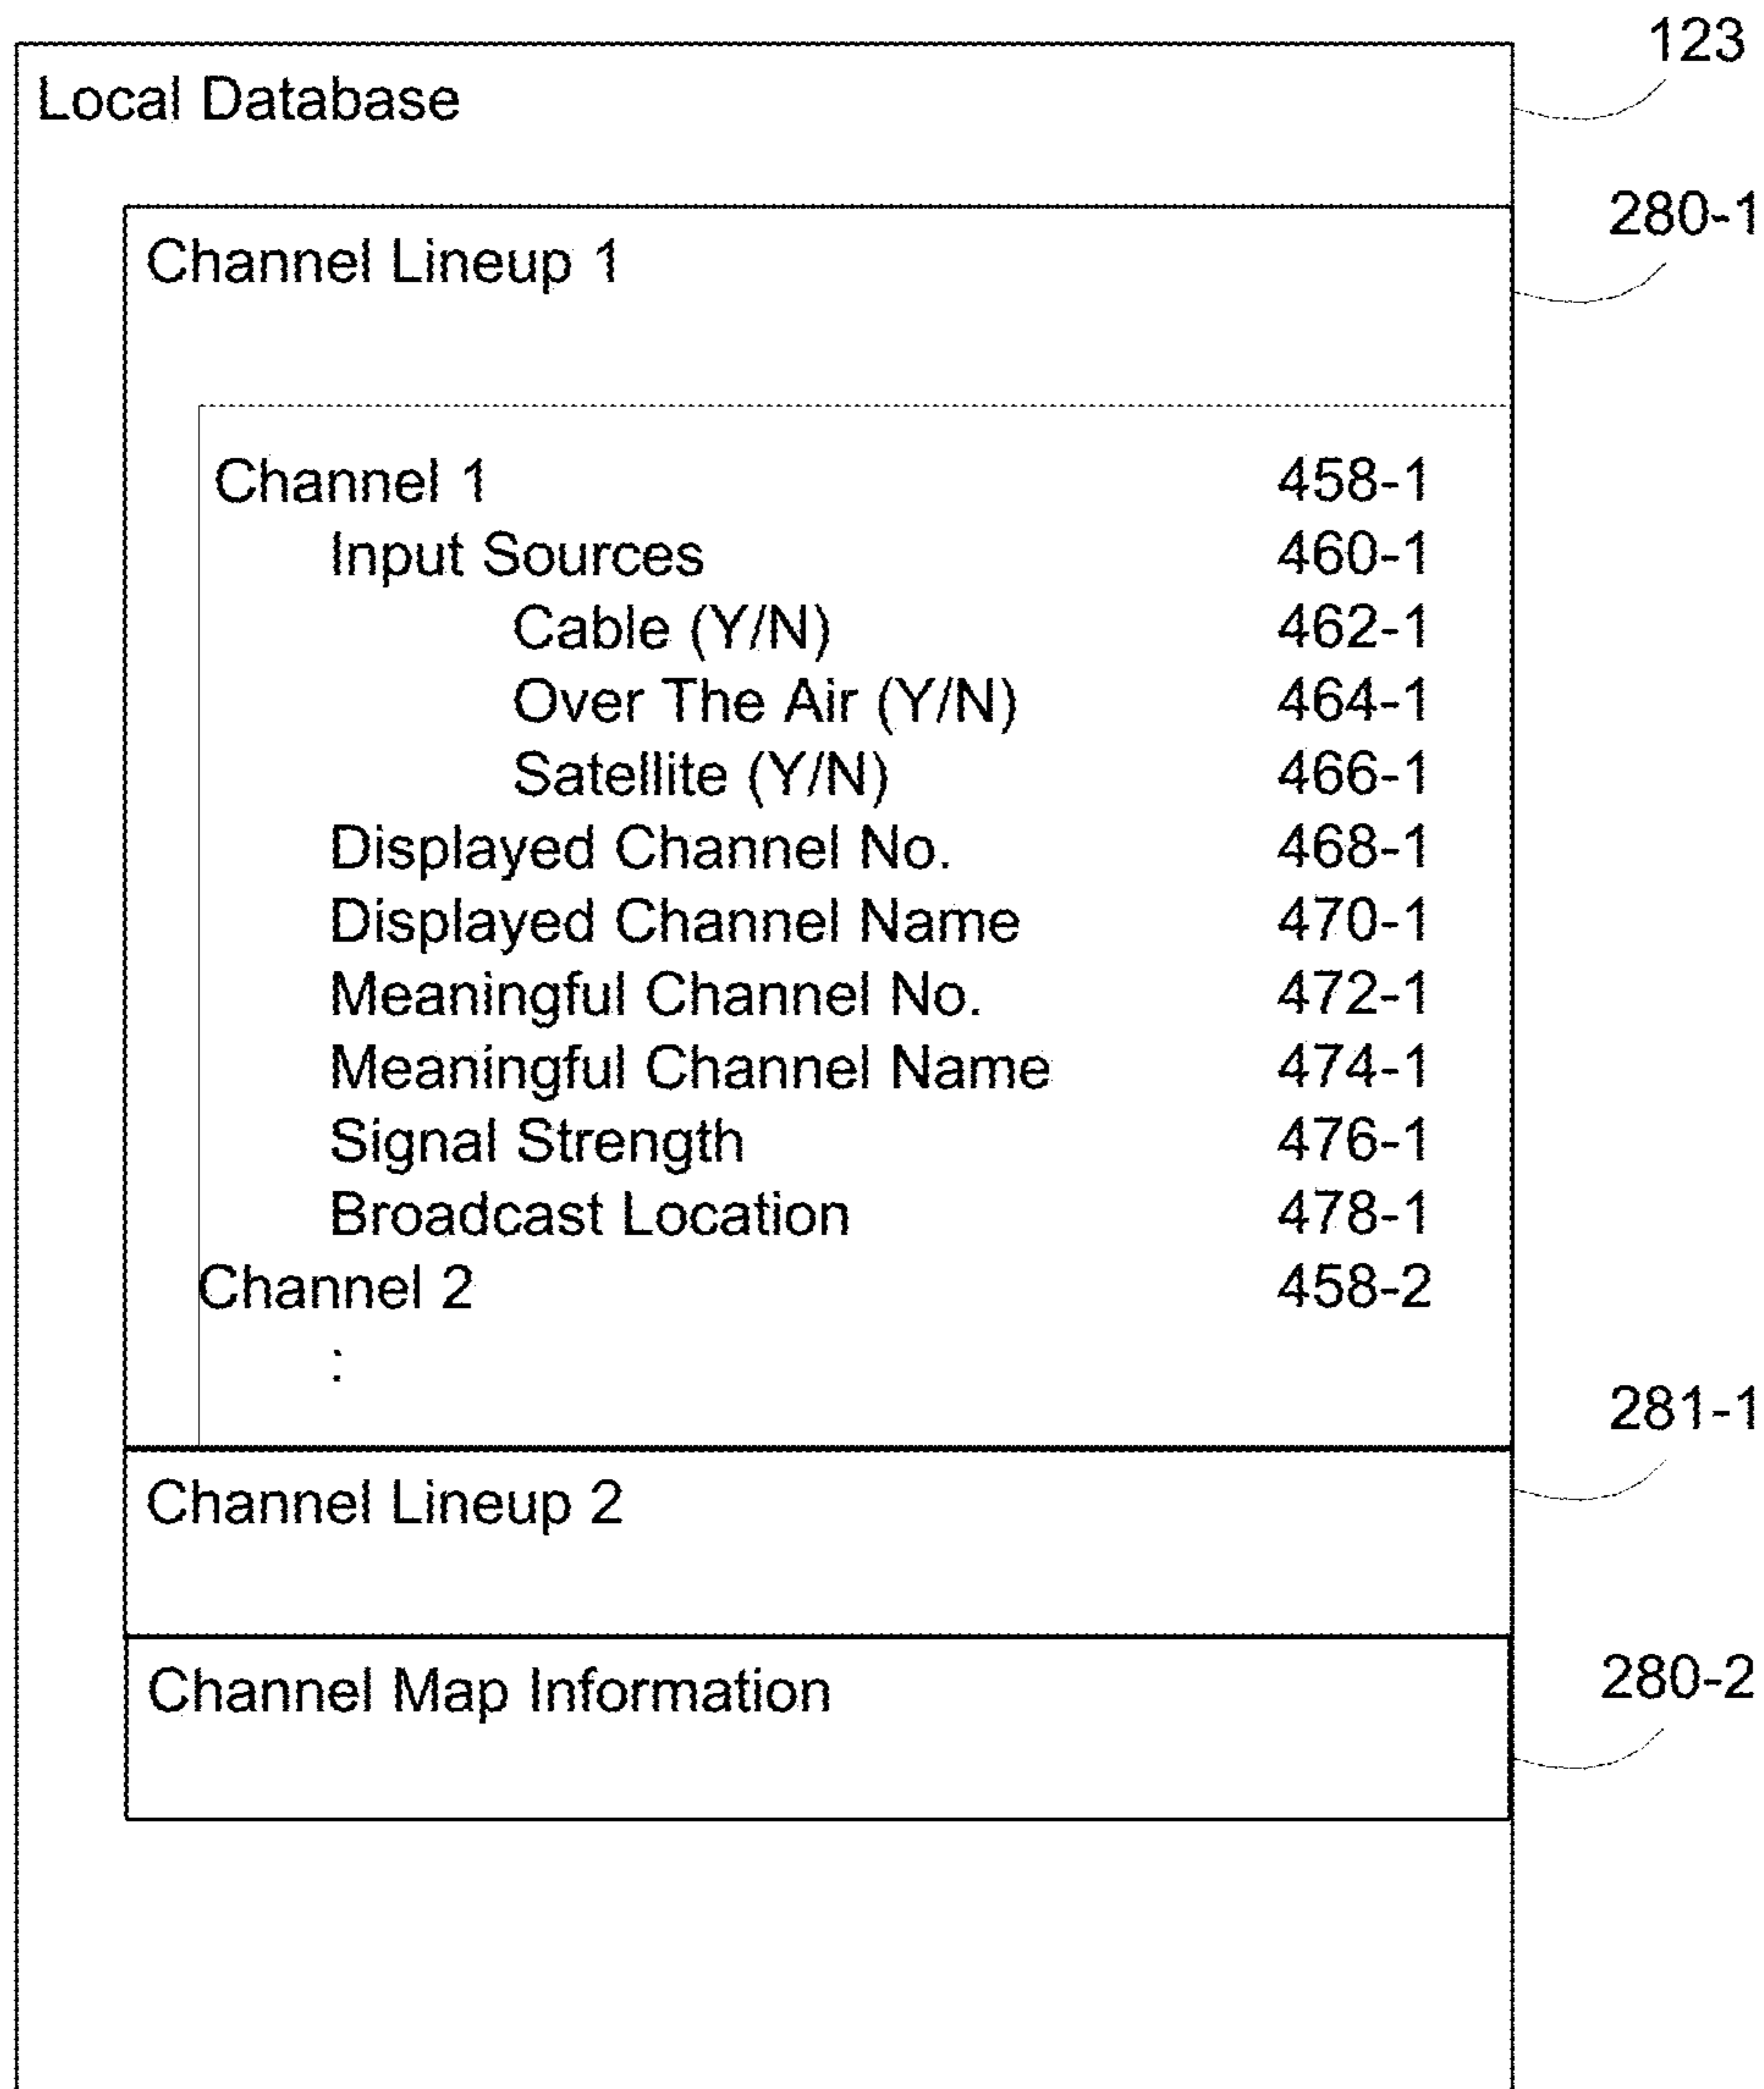 123
Local Database
280-1
Channel Lineup 1
Channel 1 458-1
Input Sources 460-1
Cable (Y/N) 462-1
Over The Air (Y/N) 464-1
Satellite (Y/N) 466-1
Displayed Channel No. 468-1
Displayed Channel Name 470-1
Meaningful Channel No. 472-1
Meaningful Channel Name 474-1
Signal Strength 476-1
Broadcast Location 478-1
Channel 2 458-2
:
281-1
Channel Lineup 2
280-2
Channel Map Information